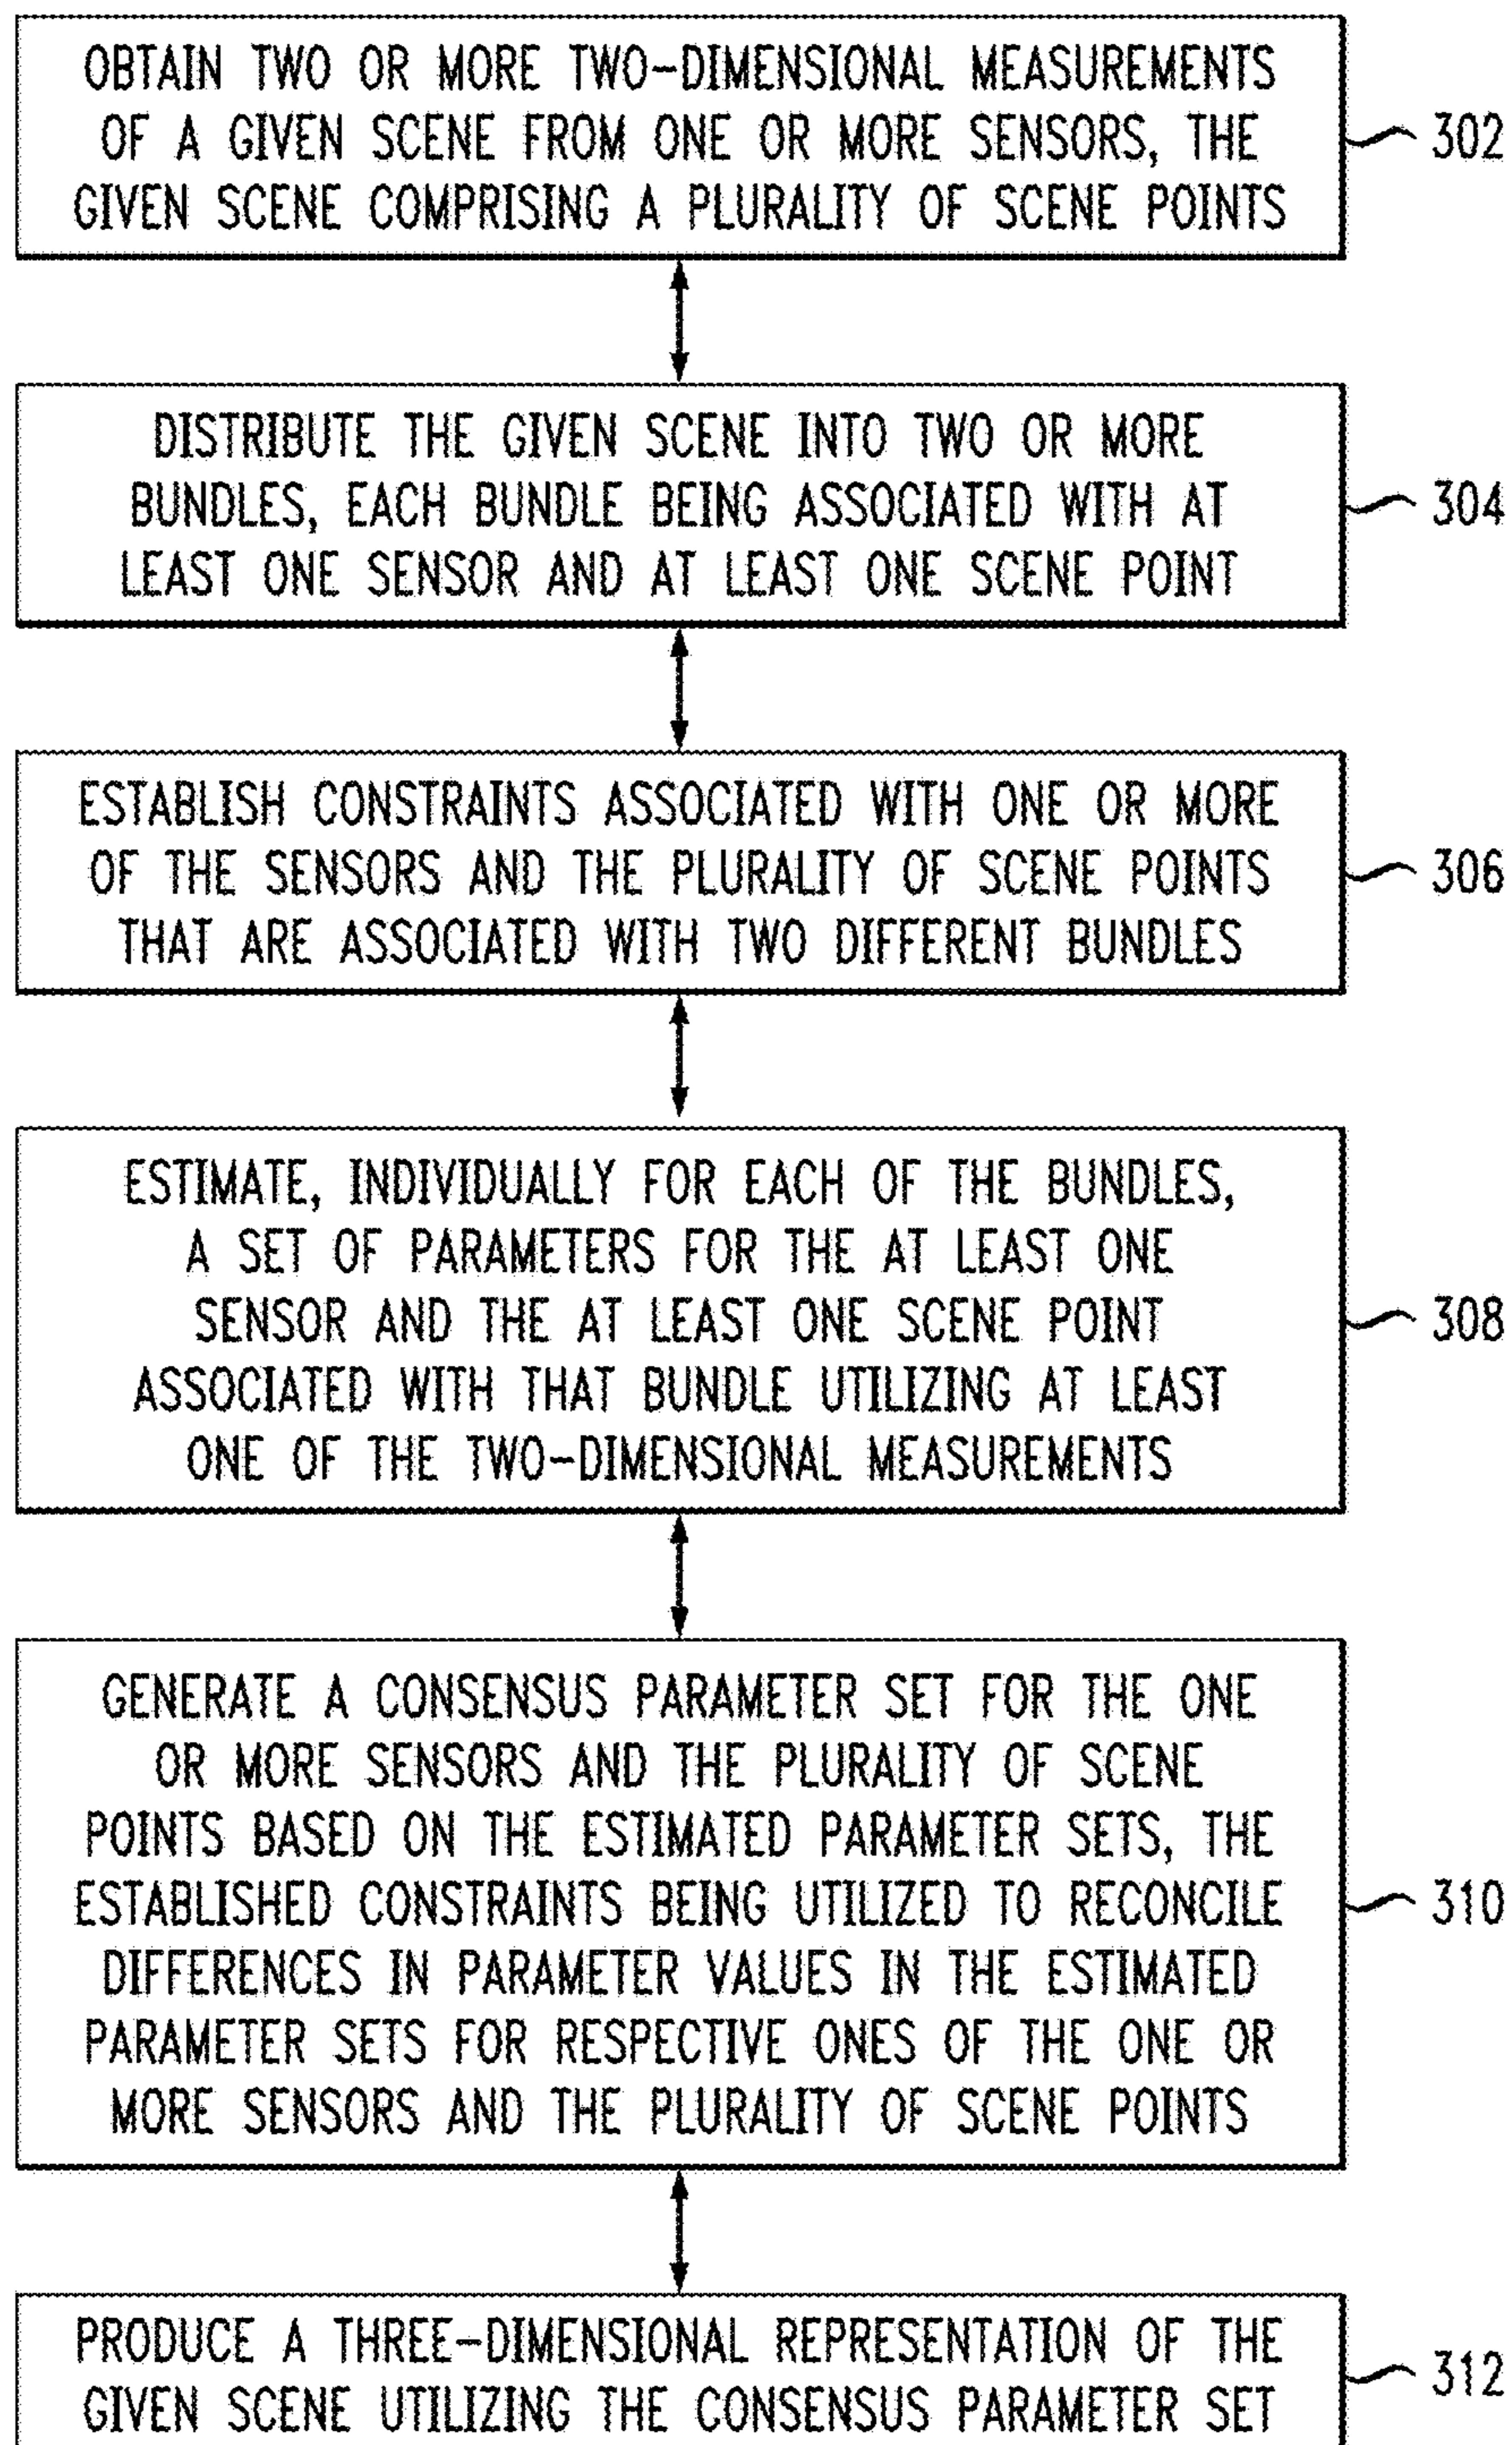 OBTAIN TWO OR MORE TWO-DIMENSIONAL MEASUREMENTS
OF A GIVEN SCENE FROM ONE OR MORE SENSORS, THE
GIVEN SCENE COMPRISING A PLURALITY OF SCENE POINTS
302
DISTRIBUTE THE GIVEN SCENE INTO TWO OR MORE
BUNDLES, EACH BUNDLE BEING ASSOCIATED WITH AT
LEAST ONE SENSOR AND AT LEAST ONE SCENE POINT
304
ESTABLISH CONSTRAINTS ASSOCIATED WITH ONE OR MORE
OF THE SENSORS AND THE PLURALITY OF SCENE POINTS
THAT ARE ASSOCIATED WITH TWO DIFFERENT BUNDLES
306
ESTIMATE, INDIVIDUALLY FOR EACH OF THE BUNDLES,
A SET OF PARAMETERS FOR THE AT LEAST ONE
SENSOR AND THE AT LEAST ONE SCENE POINT
ASSOCIATED WITH THAT BUNDLE UTILIZING AT LEAST
ONE OF THE TWO-DIMENSIONAL MEASUREMENTS
308
GENERATE A CONSENSUS PARAMETER SET FOR THE ONE
OR MORE SENSORS AND THE PLURALITY OF SCENE
POINTS BASED ON THE ESTIMATED PARAMETER SETS, THE
ESTABLISHED CONSTRAINTS BEING UTILIZED TO RECONCILE
DIFFERENCES IN PARAMETER VALUES IN THE ESTIMATED
PARAMETER SETS FOR RESPECTIVE ONES OF THE ONE OR
MORE SENSORS AND THE PLURALITY OF SCENE POINTS
310
PRODUCE A THREE-DIMENSIONAL REPRESENTATION OF THE
GIVEN SCENE UTILIZING THE CONSENSUS PARAMETER SET
312